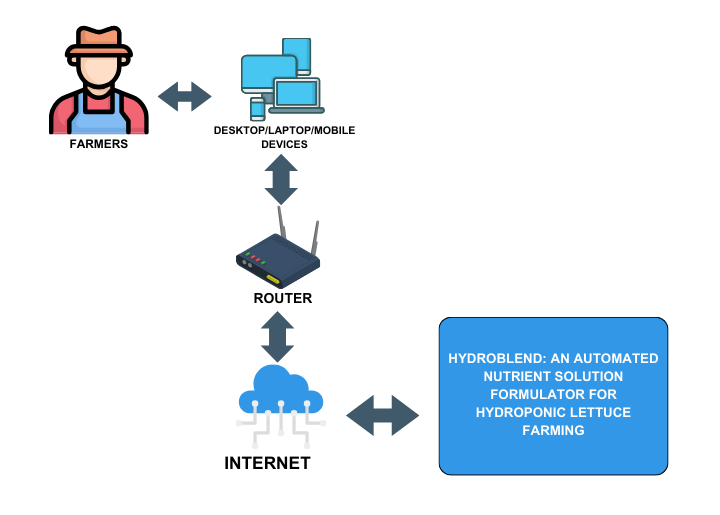 FARMERS
DESKTOP/LAPTOP/MOBILE
DEVICES
ROUTER
INTERNET
HYDROBLEND: AN AUTOMATED
NUTRIENT SOLUTION
FORMULATOR FOR
HYDROPONIC LETTUCE
FARMING